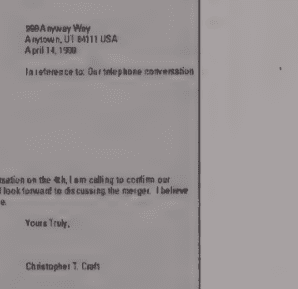 999 Anyway Way
Anytown, UT 84111 USA
April 14, 1999
In reference to: Our telephone conversation
sation on the 4th, I am calling to confirm our
I look forward to discussing the merger. I believe
e.
Yours Truly,
Christopher T. Craft